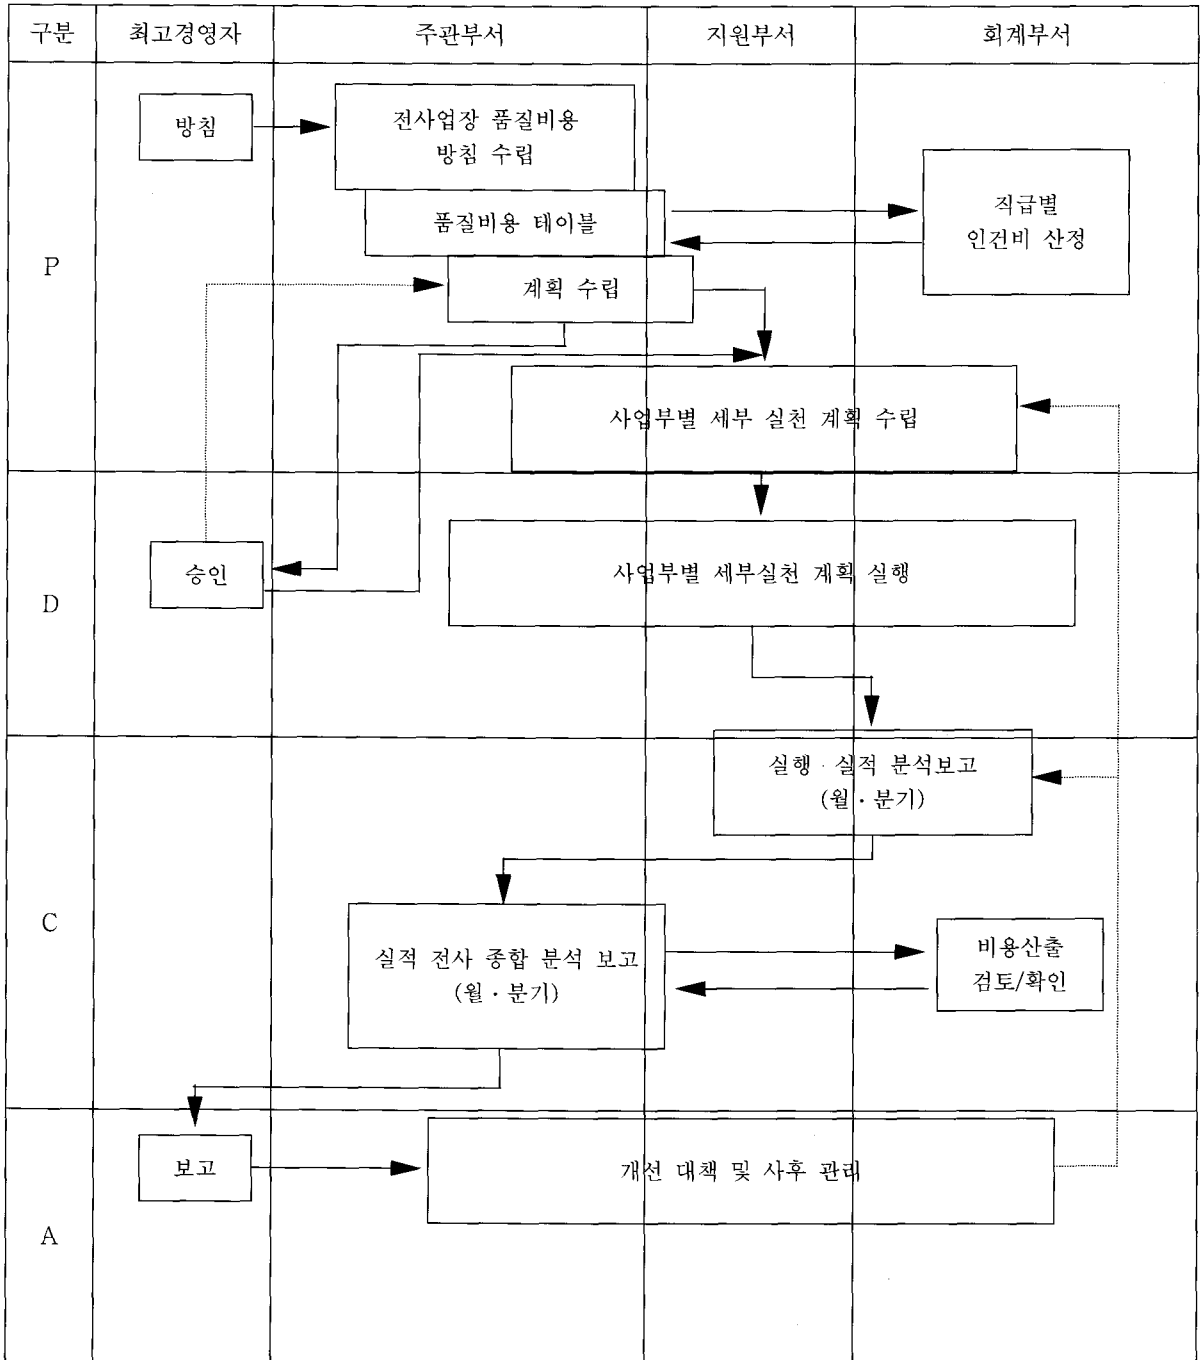 구분 최고경영자 주관부서 지원부서 회계부서
P
방침
전사업장 품질비용
방침 수립
품질비용 테이블
직급별
인건비 산정
계획 수립
사업부별 세부 실천 계획 수립
D
승인
사업부별 세부실천 계획 실행
C
실행·실적 분석보고
(월·분기)
실적 전사 종합 분석 보고
(월·분기)
비용산출
검토/확인
A
보고
개선 대책 및 사후 관리